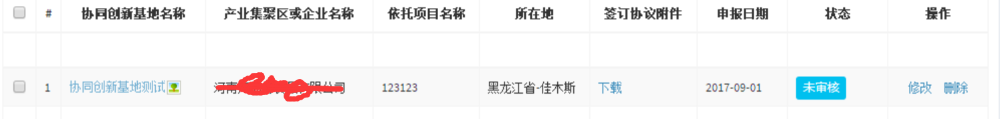 # 协同创新基地名称 产业集聚区或企业名称 依托项目名称 所在地 签订协议附件 申报日期 状态 操作
1 协同创新基地测试 河南 有限公司 123123 黑龙江省-佳木斯 下载 2017-09-01 未审核 修改 删除